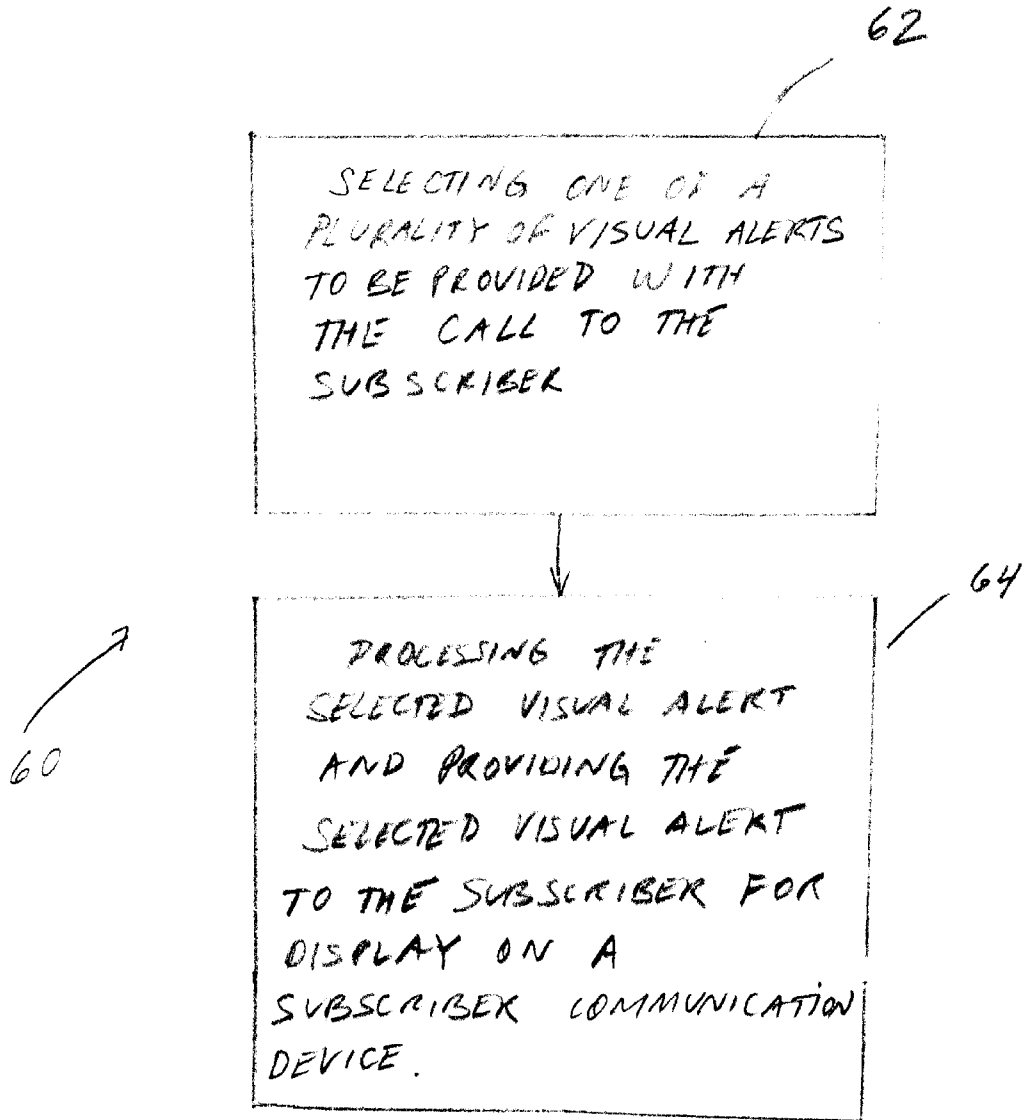 62
SELECTING ONE OF A
PLURALITY OF VISUAL ALERTS
TO BE PROVIDED WITH
THE CALL TO THE
SUBSCRIBER
64
PROCESSING THE
SELECTED VISUAL ALERT
AND PROVIDING THE
SELECTED VISUAL ALERT
TO THE SUBSCRIBER FOR
DISPLAY ON A
SUBSCRIBER COMMUNICATION
DEVICE.
60